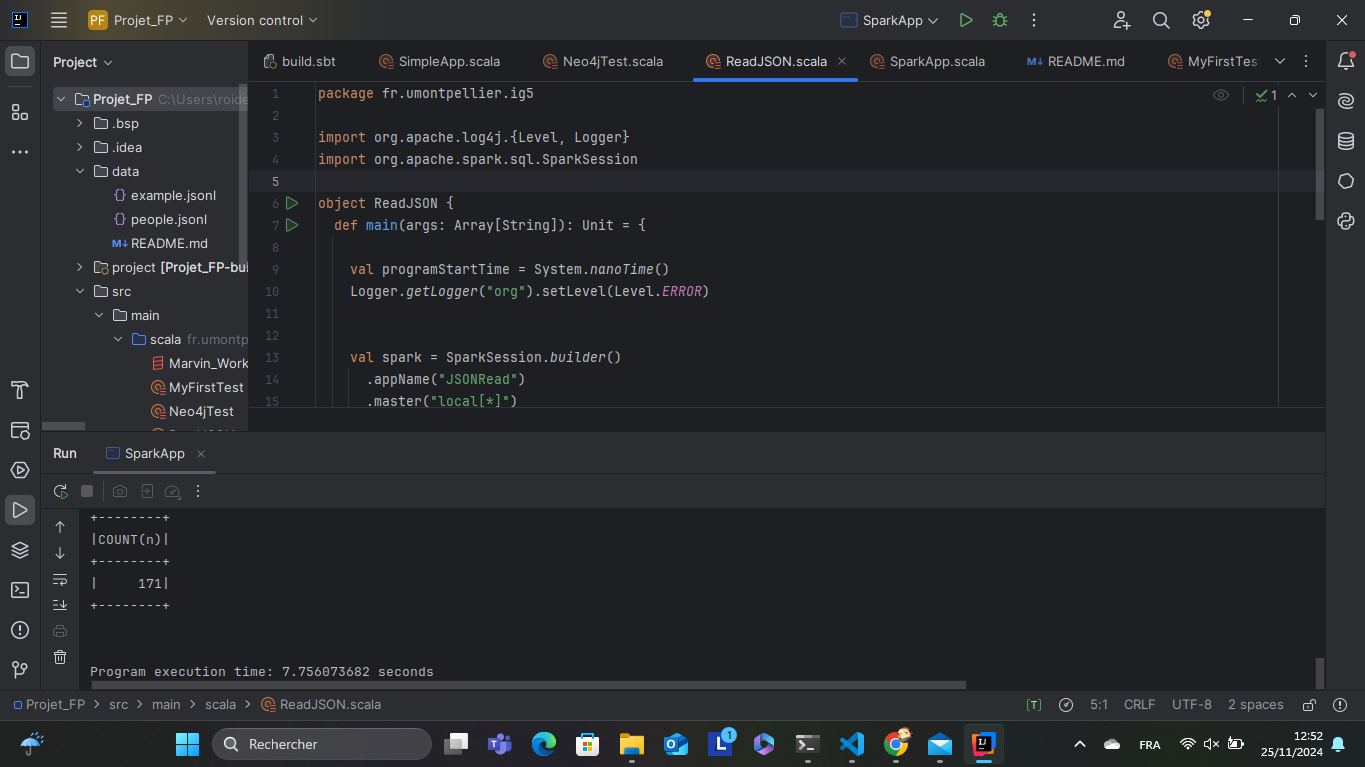 PF Projet_FP Version control SparkApp
Project
build.sbt SimpleApp.scala Neo4jTest.scala ReadJSON.scala SparkApp.scala README.md MyFirstTes
Projet_FP C:\Users\roide
.bsp
.idea
data
example.jsonl
people.jsonl
README.md
project [Projet_FP-bui
src
main
scala fr.umontp
Marvin_Work
MyFirstTest
Neo4jTest
1 package fr.umontpellier.ig5
2
3 import org.apache.log4j.{Level, Logger}
4 import org.apache.spark.sql.SparkSession
5
6 object ReadJSON {
7 def main(args: Array[String]): Unit = {
8
9 val programStartTime = System.nanoTime()
10 Logger.getLogger("org").setLevel(Level.ERROR)
11
12
13 val spark = SparkSession.builder()
14 .appName("JSONRead")
15 .master("local[*]")
1
Run SparkApp
+--------+
|COUNT(n)|
+--------+
| 171|
+--------+
Program execution time: 7.756073682 seconds
Projet_FP > src > main > scala > ReadJSON.scala
[T] 5:1 CRLF UTF-8 2 spaces
Rechercher
1
FRA
12:52
25/11/2024